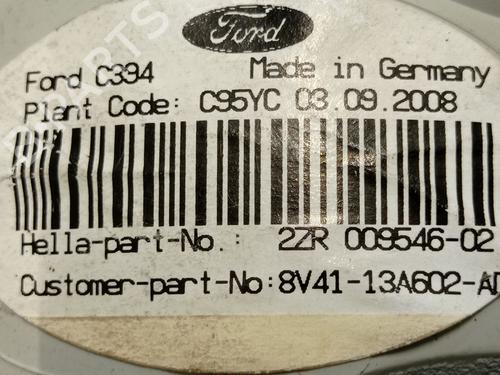 Ford
Ford C394 Made in Germany
Plant Code: C95YC 03.09.2008
Hella-part-No.: 2ZR 009546-02
Customer-part-No:8V41-13A602-AD